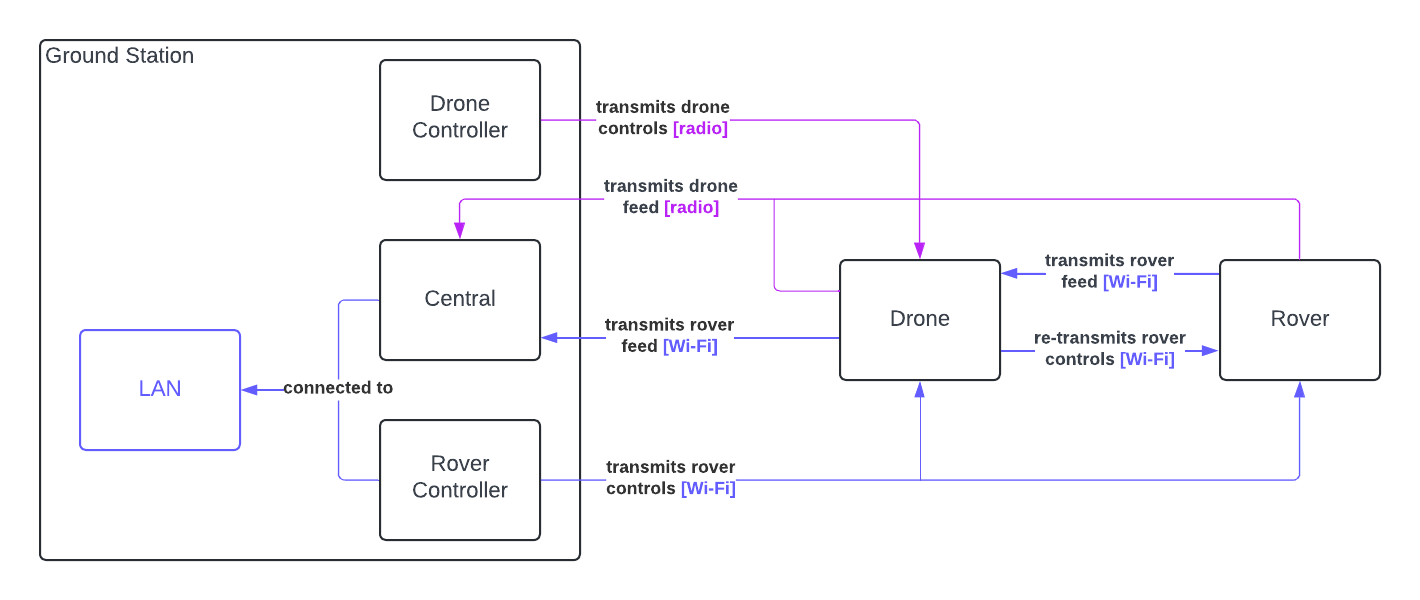 Ground Station
Drone
Controller
transmits drone
controls [radio]
transmits drone
feed [radio]
Central
transmits rover
feed [Wi-Fi]
Drone
transmits rover
feed [Wi-Fi]
re-transmits rover
controls [Wi-Fi]
Rover
LAN
connected to
Rover
Controller
transmits rover
controls [Wi-Fi]